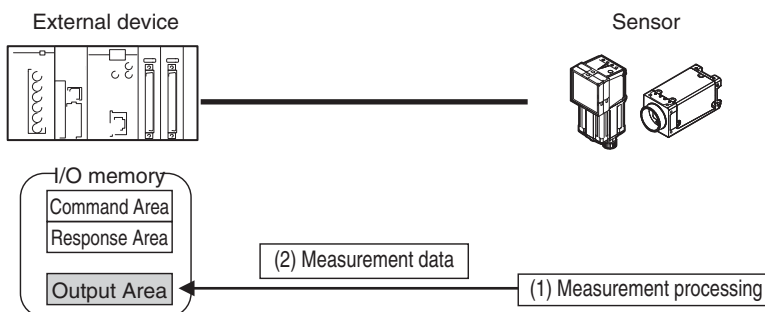 External device
Sensor
I/O memory
Command Area
Response Area
(2) Measurement data
Output Area
(1) Measurement processing